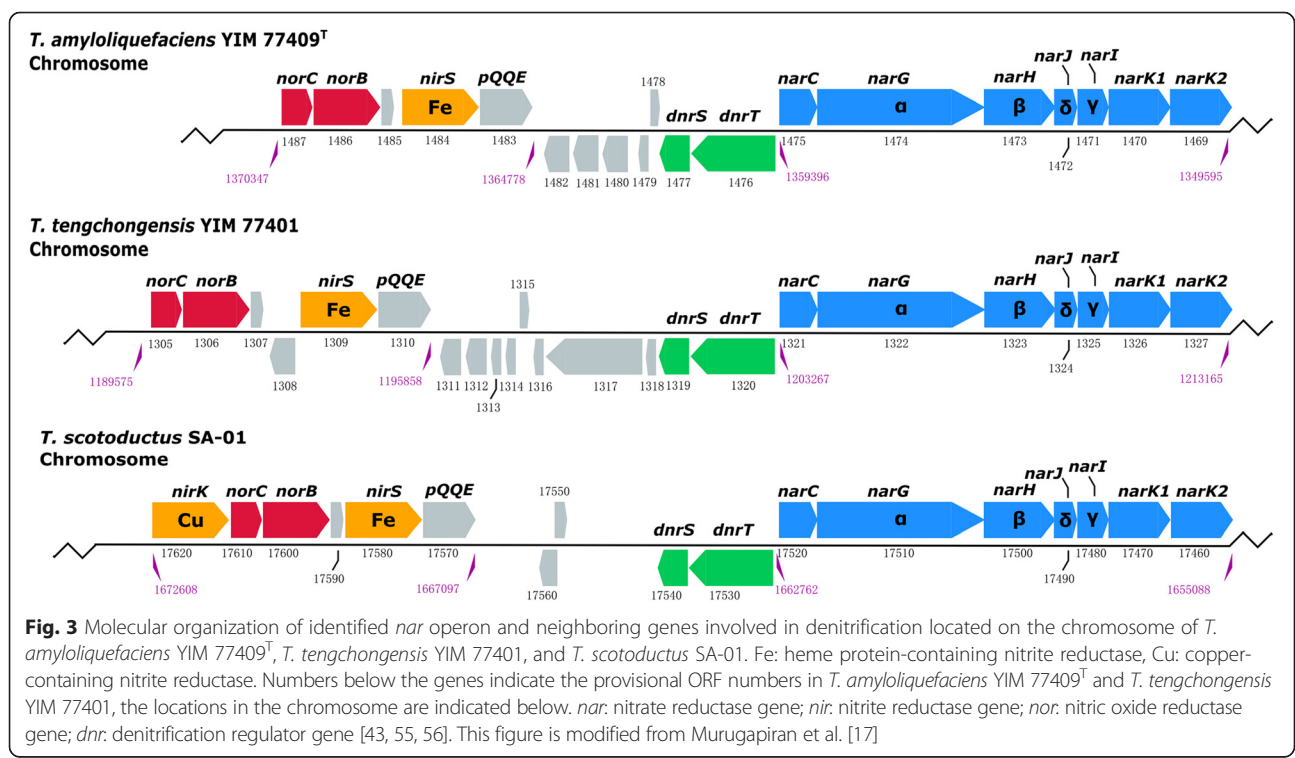 T. amyloliquefaciens YIM 77409T
Chromosome
narJ narI
norC norB nirS pQQE 1478 narC narG narH narK1 narK2
dnrS dnrT
Fe α β δ γ
1487 1486 1485 1484 1483 1475 1474 1473 1471 1470 1469
1472
1370347 1364778 1482 1481 1480 1479 1477 1476 1359396 1349595
T. tengchongensis YIM 77401
Chromosome
narJ narI
norC norB nirS pQQE 1315 narC narG narH narK1 narK2
dnrS dnrT
Fe α β δ γ
1305 1306 1307 1309 1310 1321 1322 1323 1325 1326 1327
1324
1189575 1308 1195858 1311 1312 1314 1316 1317 1318 1319 1320 1203267 1213165
1313
T. scotoductus SA-01
Chromosome
narJ narI
nirK norC norB nirS pQQE 17550 narC narG narH narK1 narK2
dnrS dnrT
Cu Fe α β δ γ
17620 17610 17600 17580 17570 17520 17510 17500 17480 17470 17460
17590 17490
1672608 1667097 17560 17540 17530 1662762 1655088
Fig. 3 Molecular organization of identified nar operon and neighboring genes involved in denitrification located on the chromosome of T.
amyloliquefaciens YIM 77409T, T. tengchongensis YIM 77401, and T. scotoductus SA-01. Fe: heme protein-containing nitrite reductase, Cu: copper-
containing nitrite reductase. Numbers below the genes indicate the provisional ORF numbers in T. amyloliquefaciens YIM 77409T and T. tengchongensis
YIM 77401, the locations in the chromosome are indicated below. nar: nitrate reductase gene; nir: nitrite reductase gene; nor: nitric oxide reductase
gene; dnr: denitrification regulator gene [43, 55, 56]. This figure is modified from Murugapiran et al. [17]